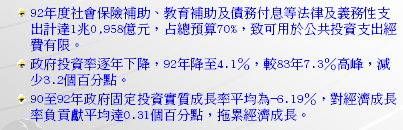 92年度社會保險補助、教育補助及債務付息等法律及義務性支
出計達1兆0,958億元，占總預算70%，致可用於公共投資支出經
費有限。
政府投資率逐年下降，92年降至4.1％，較83年7.3％高峰，減
少3.2個百分點。
90至92年政府固定投資實質成長率平均為-6.19％，對經濟成長
率負貢獻平均達0.31個百分點，拖累經濟成長。